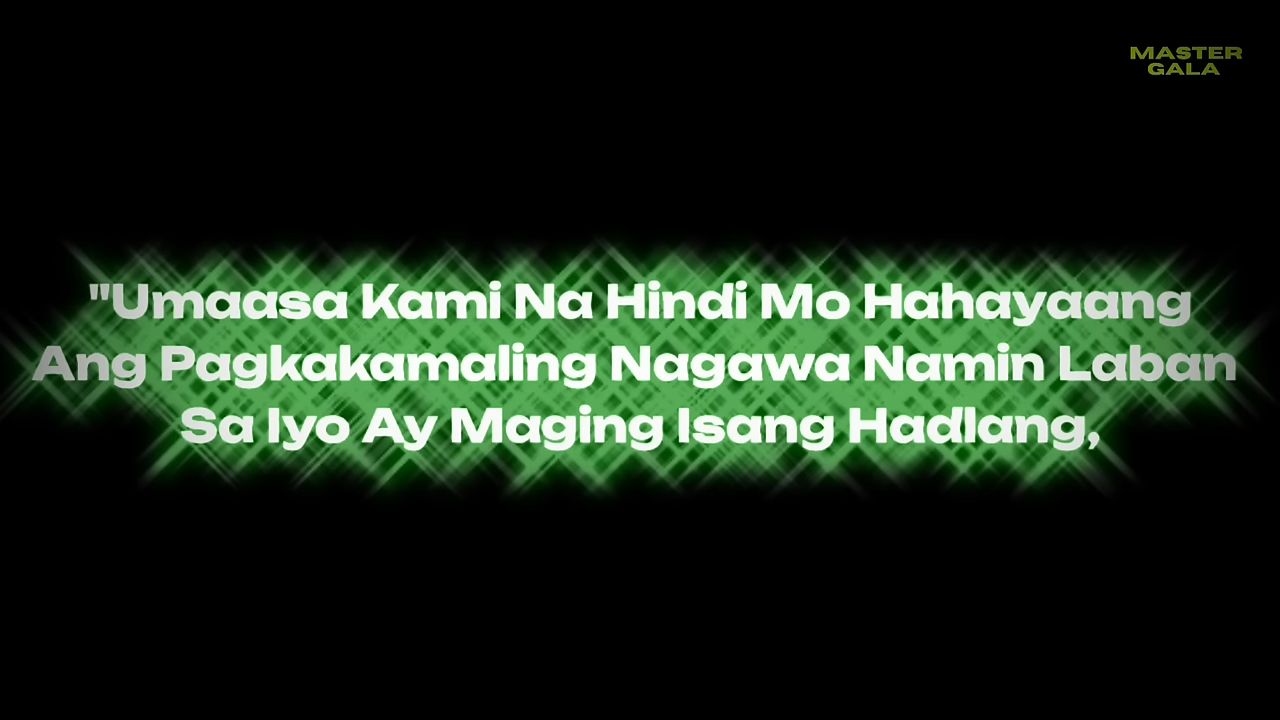 MASTER
GALA
"Umaasa Kami Na Hindi Mo Hahayaang
Ang Pagkakamaling Nagawa Namin Laban
Sa Iyo Ay Maging Isang Hadlang,